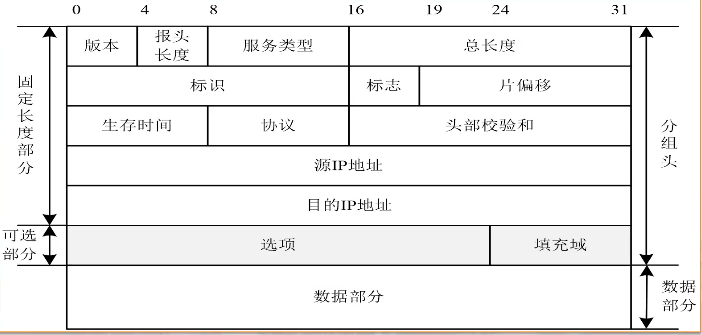 0 4 8 16 19 24 31
版本 报头长度 服务类型 总长度
标识 标志 片偏移
生存时间 协议 头部校验和
源IP地址
目的IP地址
选项 填充域
数据部分
固定长度部分
可选部分
分组头
数据部分